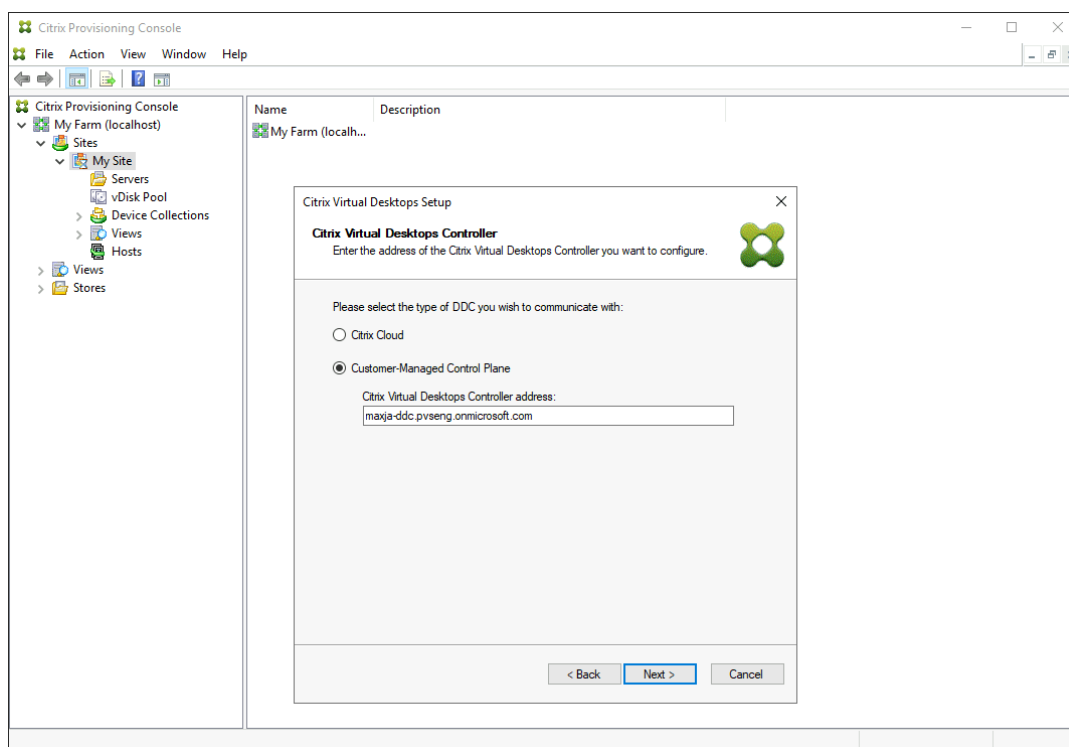 Citrix Provisioning Console
File Action View Window Help
Citrix Provisioning Console
My Farm (localhost)
Sites
My Site
Servers
vDisk Pool
Device Collections
Views
Hosts
Views
Stores
Name Description
My Farm (localh...
Citrix Virtual Desktops Setup
Citrix Virtual Desktops Controller
Enter the address of the Citrix Virtual Desktops Controller you want to configure.
Please select the type of DDC you wish to communicate with:
Citrix Cloud
Customer-Managed Control Plane
Citrix Virtual Desktops Controller address:
maxja-ddc.pvseng.onmicrosoft.com
< Back Next > Cancel